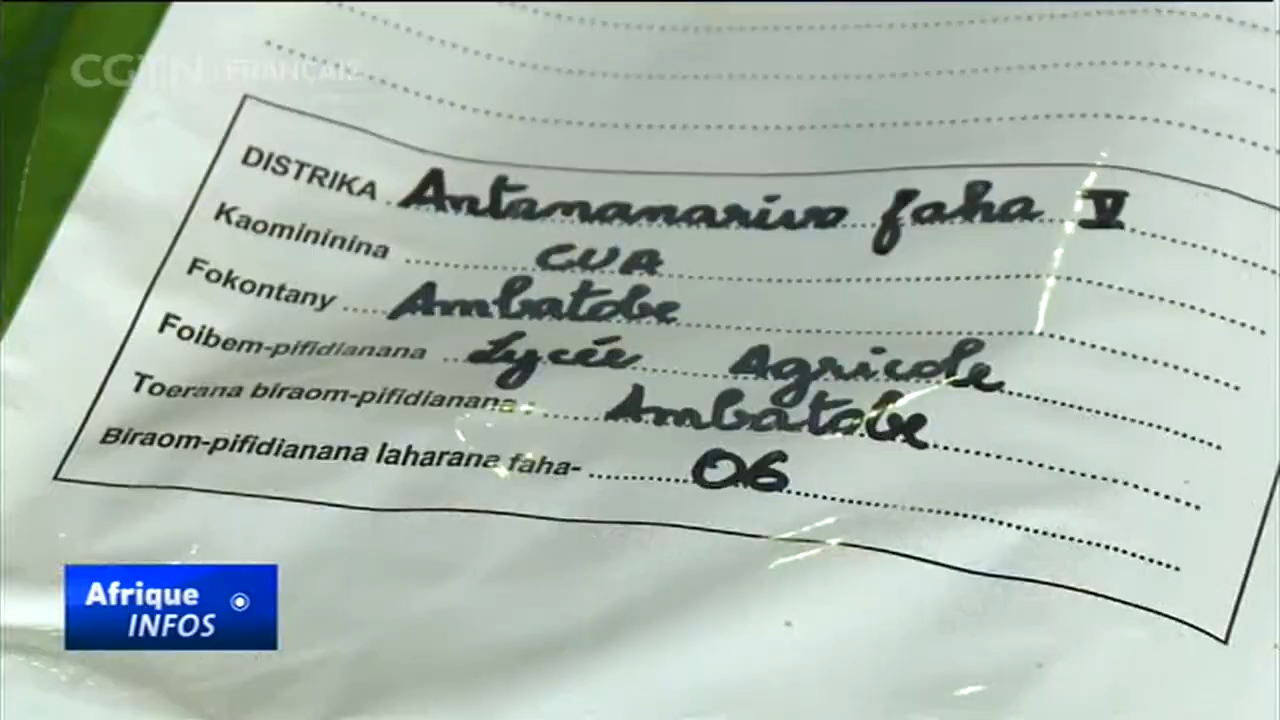 CGTN FRANÇAIS
DISTRIKA Antananarivo faha V
Kaomininina CUA
Fokontany Ambatobe
Foibem-pifidianana Lycée Agricole
Toerana biraom-pifidianana : Ambatobe
Biraom-pifidianana laharana faha- 06
Afrique
INFOS